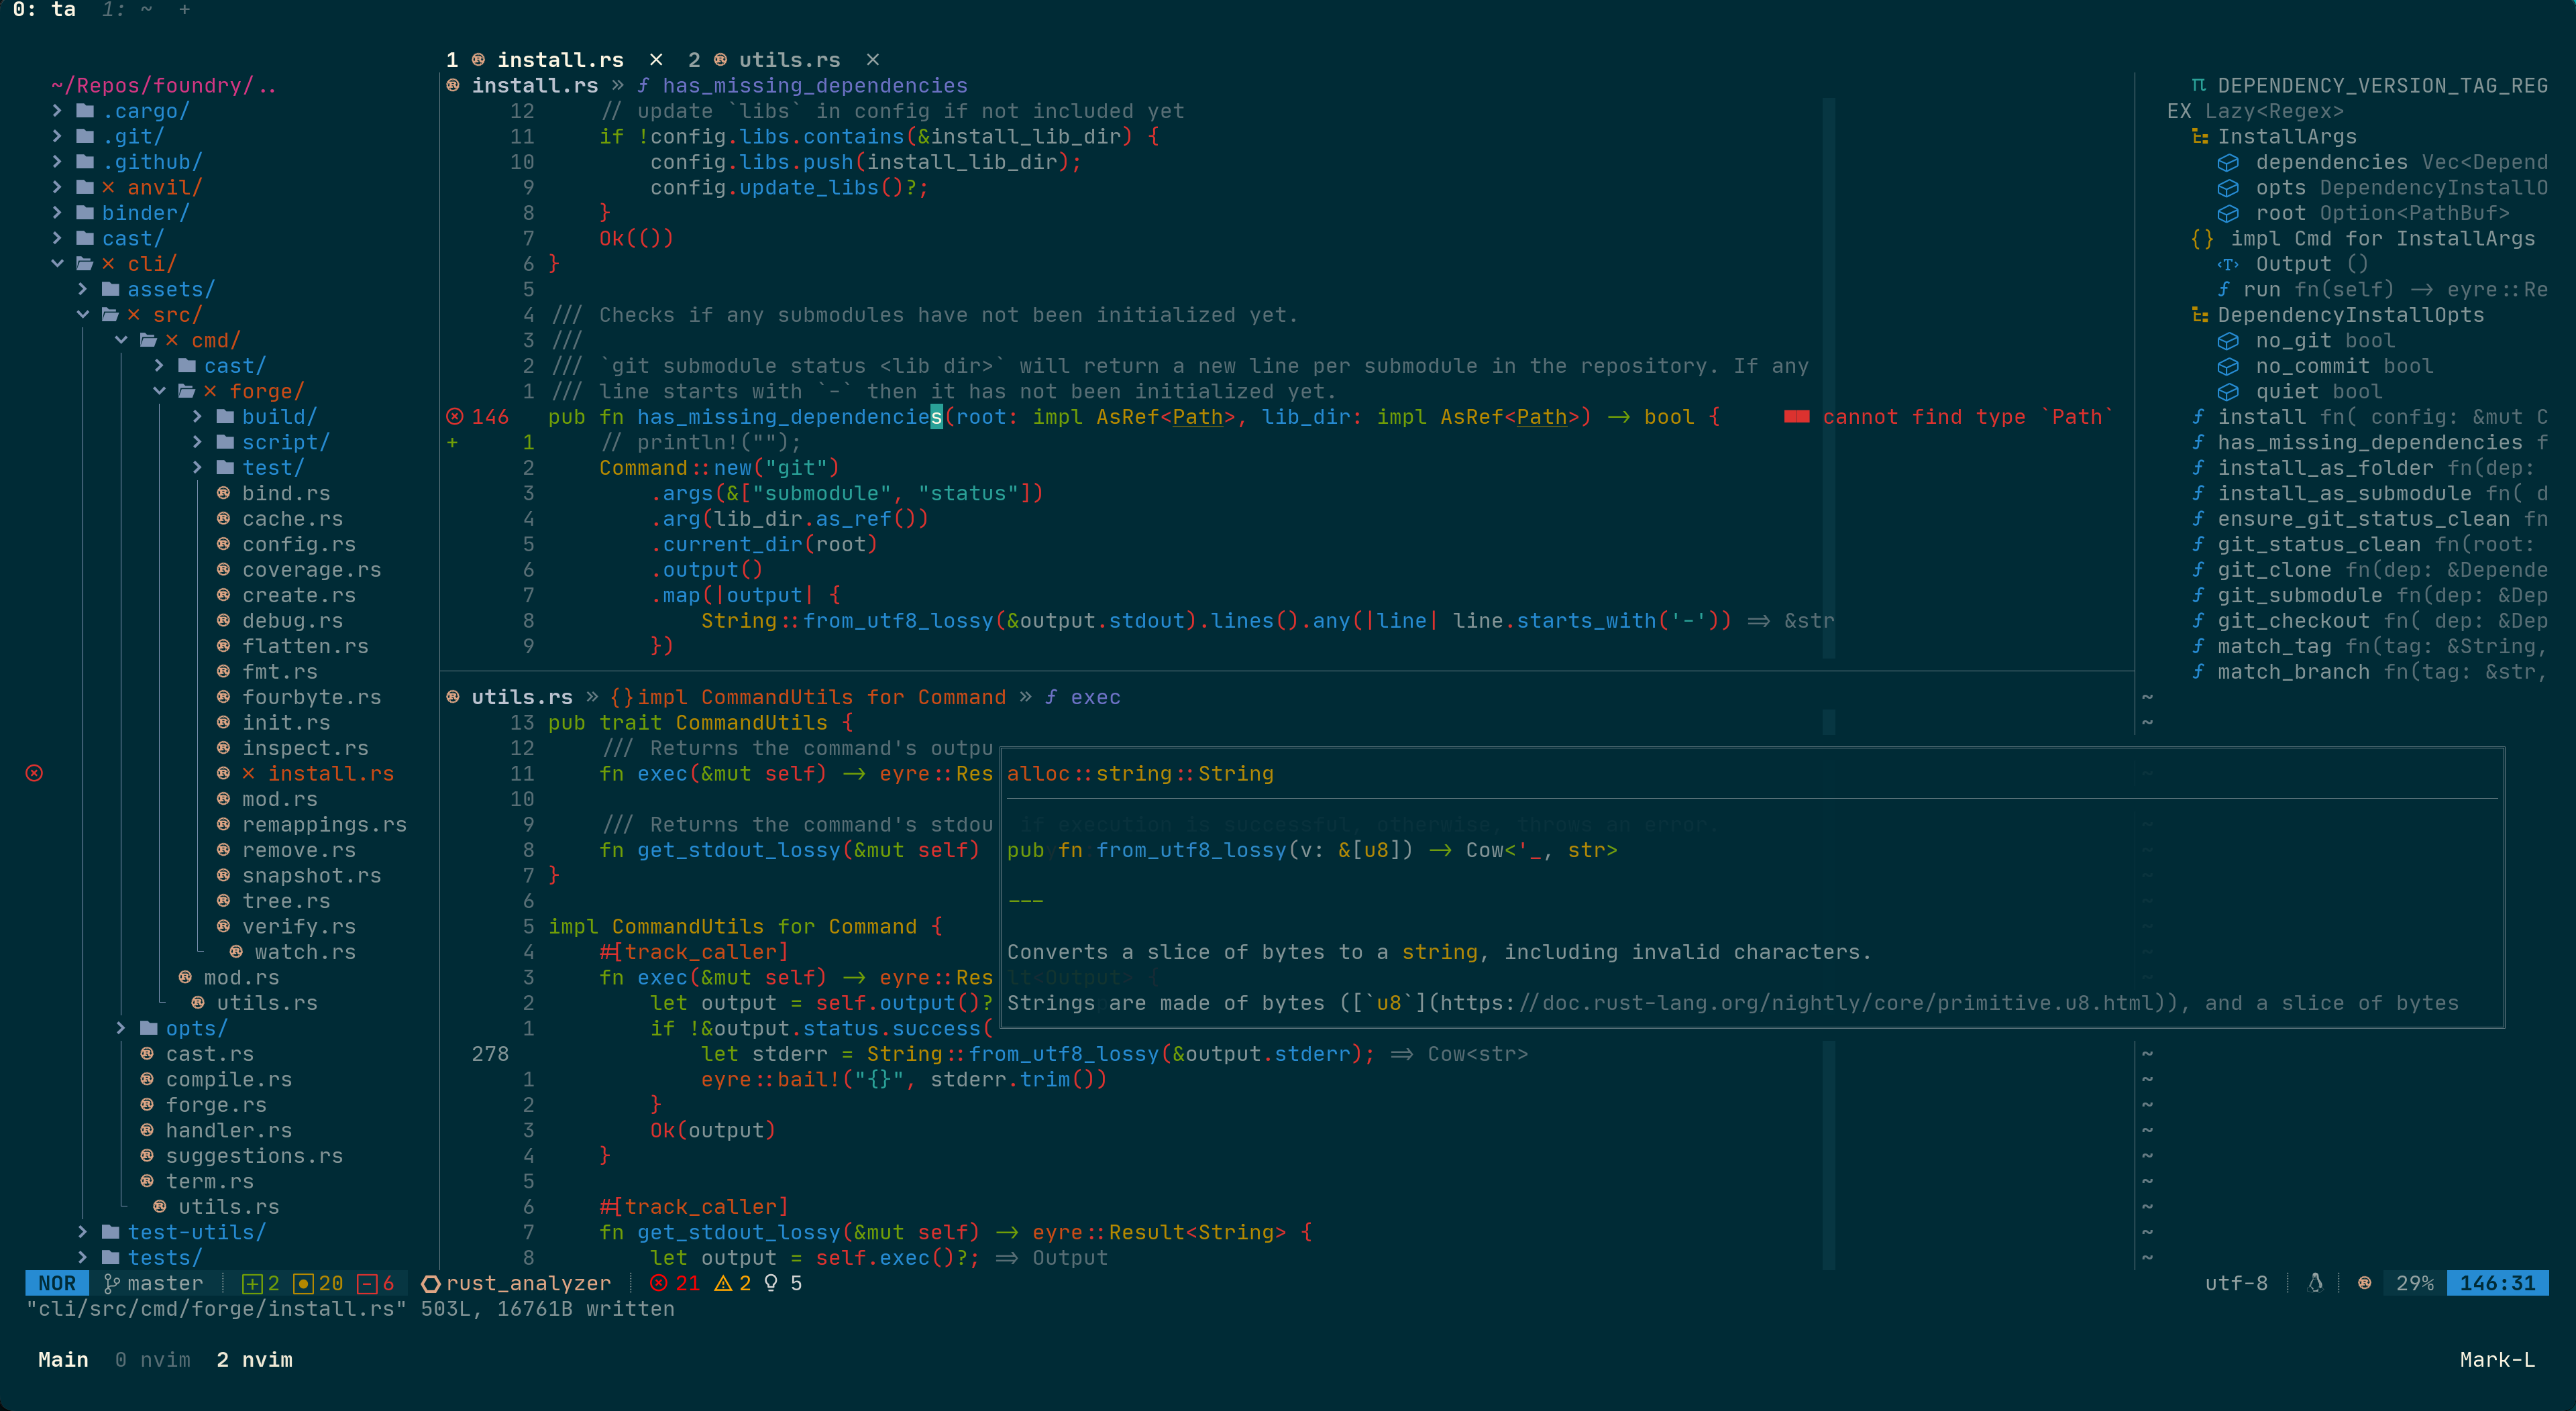 0: ta  1: ~  +
1 install.rs × 2 utils.rs ×
~/Repos/foundry/..
.cargo/
.git/
.github/
× anvil/
binder/
cast/
× cli/
assets/
× src/
× cmd/
cast/
× forge/
build/
script/
test/
bind.rs
cache.rs
config.rs
coverage.rs
create.rs
debug.rs
flatten.rs
fmt.rs
fourbyte.rs
init.rs
inspect.rs
× install.rs
mod.rs
remappings.rs
remove.rs
snapshot.rs
tree.rs
verify.rs
watch.rs
mod.rs
utils.rs
opts/
cast.rs
compile.rs
forge.rs
handler.rs
suggestions.rs
term.rs
utils.rs
test-utils/
tests/
install.rs » f has_missing_dependencies
12 // update `libs` in config if not included yet
11 if !config.libs.contains(&install_lib_dir) {
10 config.libs.push(install_lib_dir);
9 config.update_libs()?;
8 }
7 Ok(())
6 }
5
4 /// Checks if any submodules have not been initialized yet.
3 ///
2 /// `git submodule status <lib dir>` will return a new line per submodule in the repository. If any
1 /// line starts with `-` then it has not been initialized yet.
146 pub fn has_missing_dependencies(root: impl AsRef<Path>, lib_dir: impl AsRef<Path>) -> bool { ■■ cannot find type `Path`
+ 1 // println!("");
2 Command::new("git")
3 .args(&["submodule", "status"])
4 .arg(lib_dir.as_ref())
5 .current_dir(root)
6 .output()
7 .map(|output| {
8 String::from_utf8_lossy(&output.stdout).lines().any(|line| line.starts_with('-')) => &str
9 })
utils.rs » {}impl CommandUtils for Command » f exec
13 pub trait CommandUtils {
12 /// Returns the command's outpu
11 fn exec(&mut self) -> eyre::Res
10
9 /// Returns the command's stdou if execution is successful, otherwise, throws an error.
8 fn get_stdout_lossy(&mut self)
7 }
6
5 impl CommandUtils for Command {
4 #[track_caller]
3 fn exec(&mut self) -> eyre::Res lt<Output> {
2 let output = self.output()?
1 if !&output.status.success(
278 let stderr = String::from_utf8_lossy(&output.stderr); => Cow<str>
1 eyre::bail!("{}", stderr.trim())
2 }
3 Ok(output)
4 }
5
6 #[track_caller]
7 fn get_stdout_lossy(&mut self) -> eyre::Result<String> {
8 let output = self.exec()?; => Output
alloc::string::String
pub fn from_utf8_lossy(v: &[u8]) -> Cow<'_, str>
---
Converts a slice of bytes to a string, including invalid characters.
Strings are made of bytes ([`u8`](https://doc.rust-lang.org/nightly/core/primitive.u8.html)), and a slice of bytes
π DEPENDENCY_VERSION_TAG_REG
EX Lazy<Regex>
InstallArgs
dependencies Vec<Depend
opts DependencyInstallO
root Option<PathBuf>
{} impl Cmd for InstallArgs
<T> Output ()
f run fn(self) -> eyre::Re
DependencyInstallOpts
no_git bool
no_commit bool
quiet bool
f install fn( config: &mut C
f has_missing_dependencies f
f install_as_folder fn(dep:
f install_as_submodule fn( d
f ensure_git_status_clean fn
f git_status_clean fn(root:
f git_clone fn(dep: &Depende
f git_submodule fn(dep: &Dep
f git_checkout fn( dep: &Dep
f match_tag fn(tag: &String,
f match_branch fn(tag: &str,
NOR master 2 20 6 rust_analyzer 21 2 5 utf-8 29% 146:31
"cli/src/cmd/forge/install.rs" 503L, 16761B written
Main 0 nvim 2 nvim Mark-L